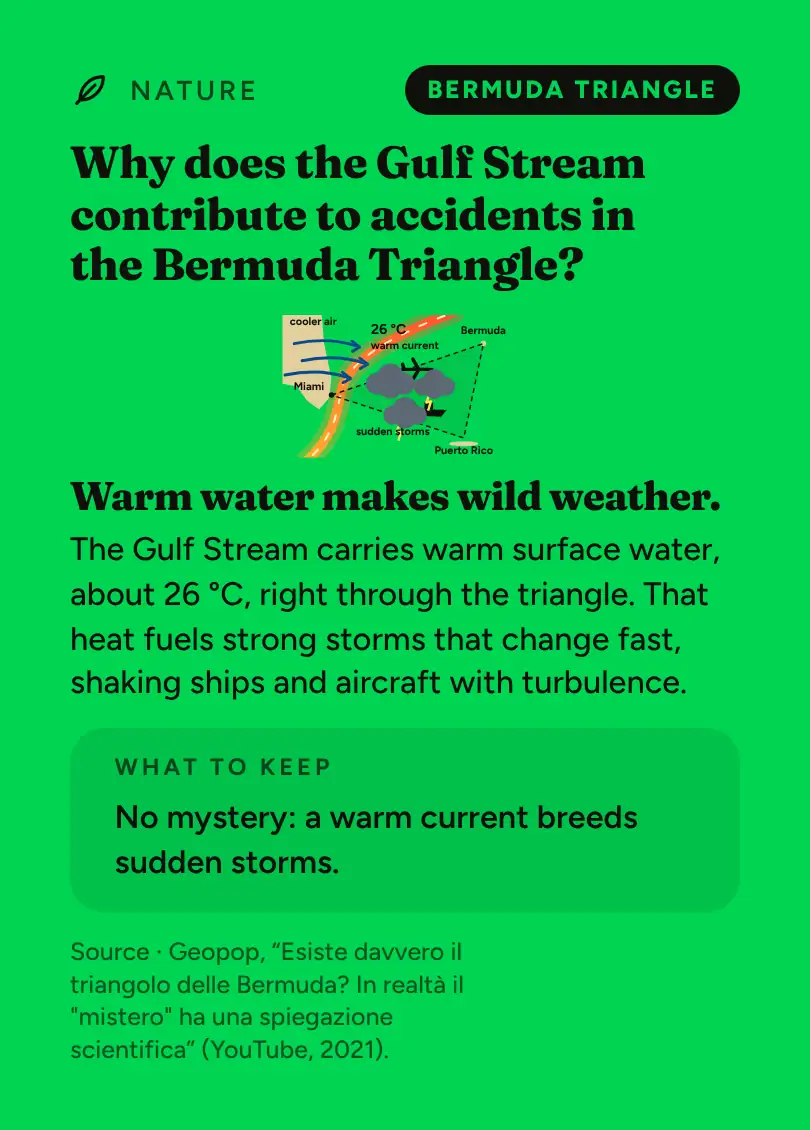 NATURE
BERMUDA TRIANGLE
Why does the Gulf Stream
contribute to accidents in
the Bermuda Triangle?
cooler air
26 °C
warm current
Bermuda
Miami
sudden storms
Puerto Rico
Warm water makes wild weather.
The Gulf Stream carries warm surface water,
about 26 °C, right through the triangle. That
heat fuels strong storms that change fast,
shaking ships and aircraft with turbulence.
WHAT TO KEEP
No mystery: a warm current breeds
sudden storms.
Source · Geopop, “Esiste davvero il
triangolo delle Bermuda? In realtà il
"mistero" ha una spiegazione
scientifica” (YouTube, 2021).